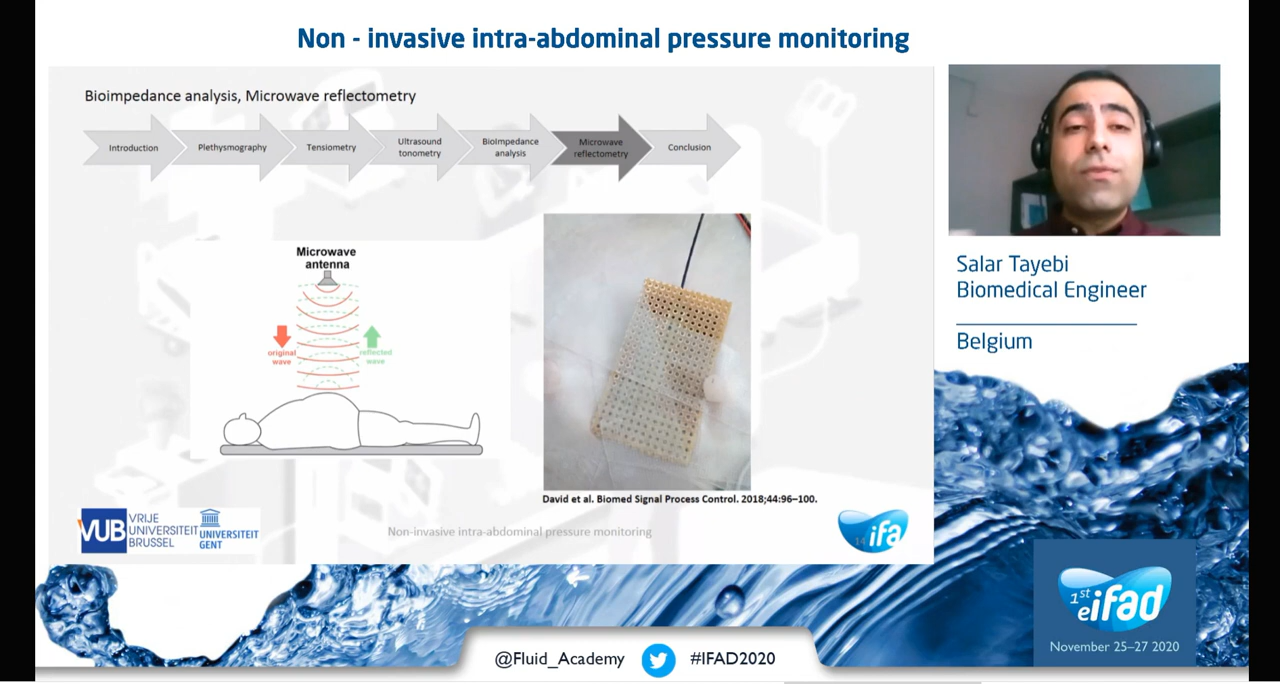 Non - invasive intra-abdominal pressure monitoring
Bioimpedance analysis, Microwave reflectometry
Introduction
Plethysmography
Tensiometry
Ultrasound
tonometry
BioImpedance
analysis
Microwave
reflectometry
Conclusion
Microwave
antenna
original
wave
reflected
wave
David et al. Biomed Signal Process Control. 2018;44:96–100.
VUB
VRIJE
UNIVERSITEIT
BRUSSEL
UNIVERSITEIT
GENT
Non-invasive intra-abdominal pressure monitoring
14
ifa
Salar Tayebi
Biomedical Engineer
Belgium
1st
eifad
November 25–27 2020
@Fluid_Academy
#IFAD2020